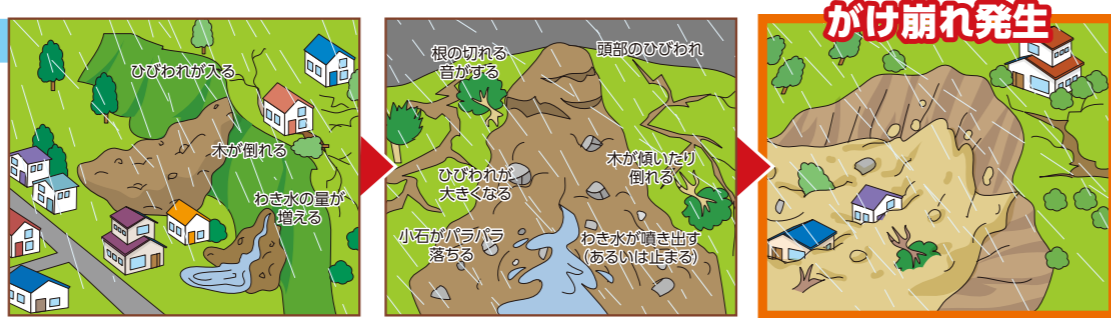 ひびわれが入る
木が倒れる
わき水の量が
増える
根の切れる
音がする
頭部のひびわれ
ひびわれが
大きくなる
木が傾いたり
倒れる
小石がパラパラ
落ちる
わき水が噴き出す
(あるいは止まる)
がけ崩れ発生